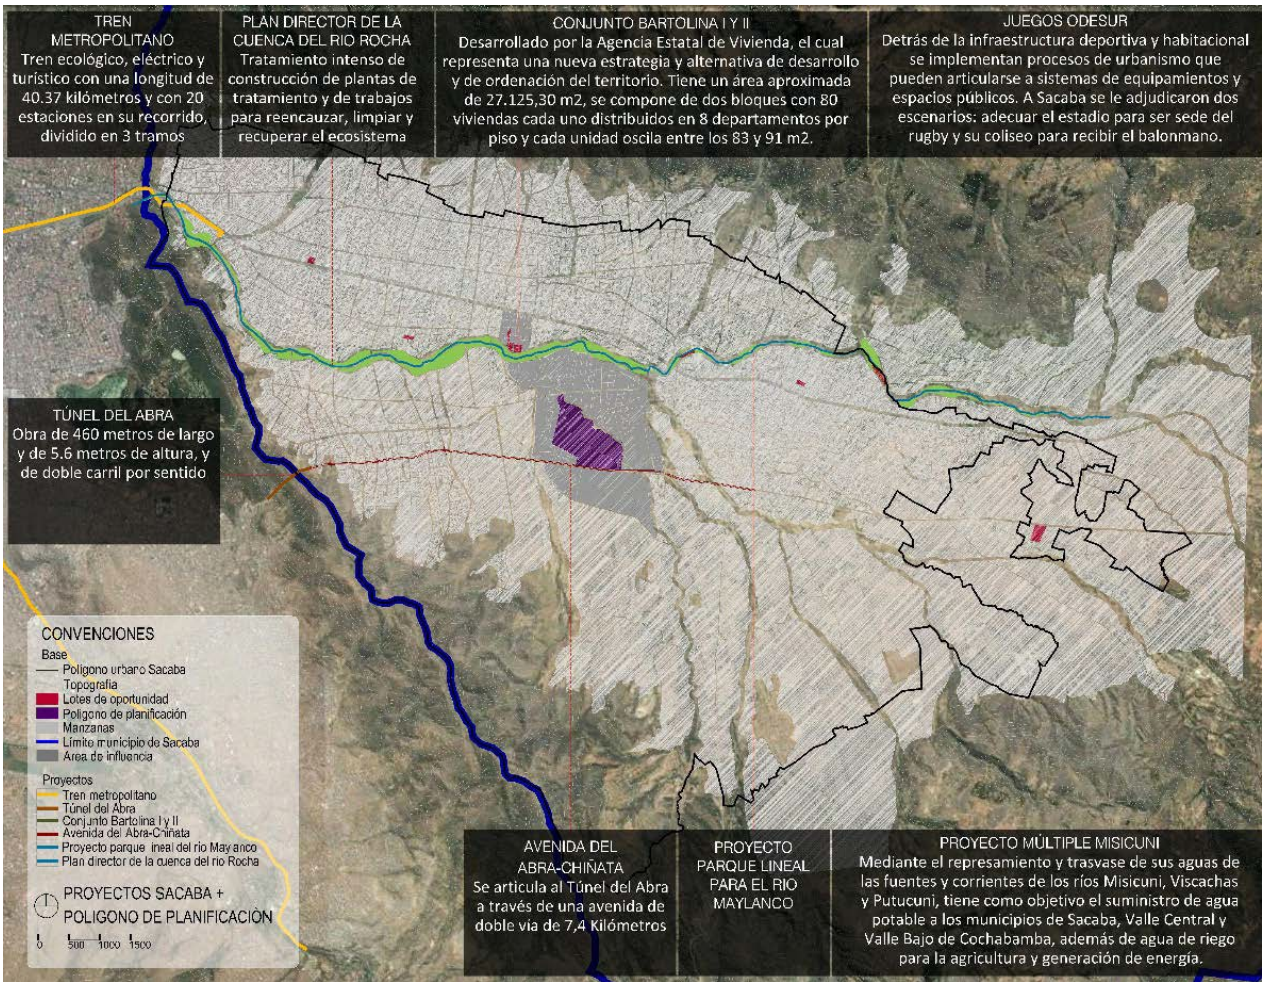 TREN
METROPOLITANO
Tren ecológico, eléctrico y
turístico con una longitud de
40.37 kilómetros y con 20
estaciones en su recorrido,
dividido en 3 tramos
PLAN DIRECTOR DE LA
CUENCA DEL RIO ROCHA
Tratamiento intenso de
construcción de plantas de
tratamiento y de trabajos
para reencauzar, limpiar y
recuperar el ecosistema
CONJUNTO BARTOLINA I Y II
Desarrollado por la Agencia Estatal de Vivienda, el cual
representa una nueva estrategia y alternativa de desarrollo
y de ordenación del territorio. Tiene un área aproximada
de 27.125,30 m2, se compone de dos bloques con 80
viviendas cada uno distribuidos en 8 departamentos por
piso y cada unidad oscila entre los 83 y 91 m2.
JUEGOS ODESUR
Detrás de la infraestructura deportiva y habitacional
se implementan procesos de urbanismo que
pueden articularse a sistemas de equipamientos y
espacios públicos. A Sacaba se le adjudicaron dos
escenarios: adecuar el estadio para ser sede del
rugby y su coliseo para recibir el balonmano.
TÚNEL DEL ABRA
Obra de 460 metros de largo
y de 5.6 metros de altura, y
de doble carril por sentido
CONVENCIONES
Base
Poligono urbano Sacaba
Topografia
Lotes de oportunidad
Poligono de planificación
Manzanas
Límite municipio de Sacaba
Area de influencia
Proyectos
Tren metropolitano
Túnel del Abra
Conjunto Bartolina I y II
Avenida del Abra-Chiñata
Proyecto parque lineal del rio Maylanco
Plan director de la cuenca del rio Rocha
PROYECTOS SACABA +
POLIGONO DE PLANIFICACIÓN
0 500 1000 1500
AVENIDA DEL
ABRA-CHIÑATA
Se articula al Túnel del Abra
a través de una avenida de
doble vía de 7,4 Kilómetros
PROYECTO
PARQUE LINEAL
PARA EL RIO
MAYLANCO
PROYECTO MÚLTIPLE MISICUNI
Mediante el represamiento y trasvase de sus aguas de
las fuentes y corrientes de los ríos Misicuni, Viscachas
y Putucuni, tiene como objetivo el suministro de agua
potable a los municipios de Sacaba, Valle Central y
Valle Bajo de Cochabamba, además de agua de riego
para la agricultura y generación de energía.